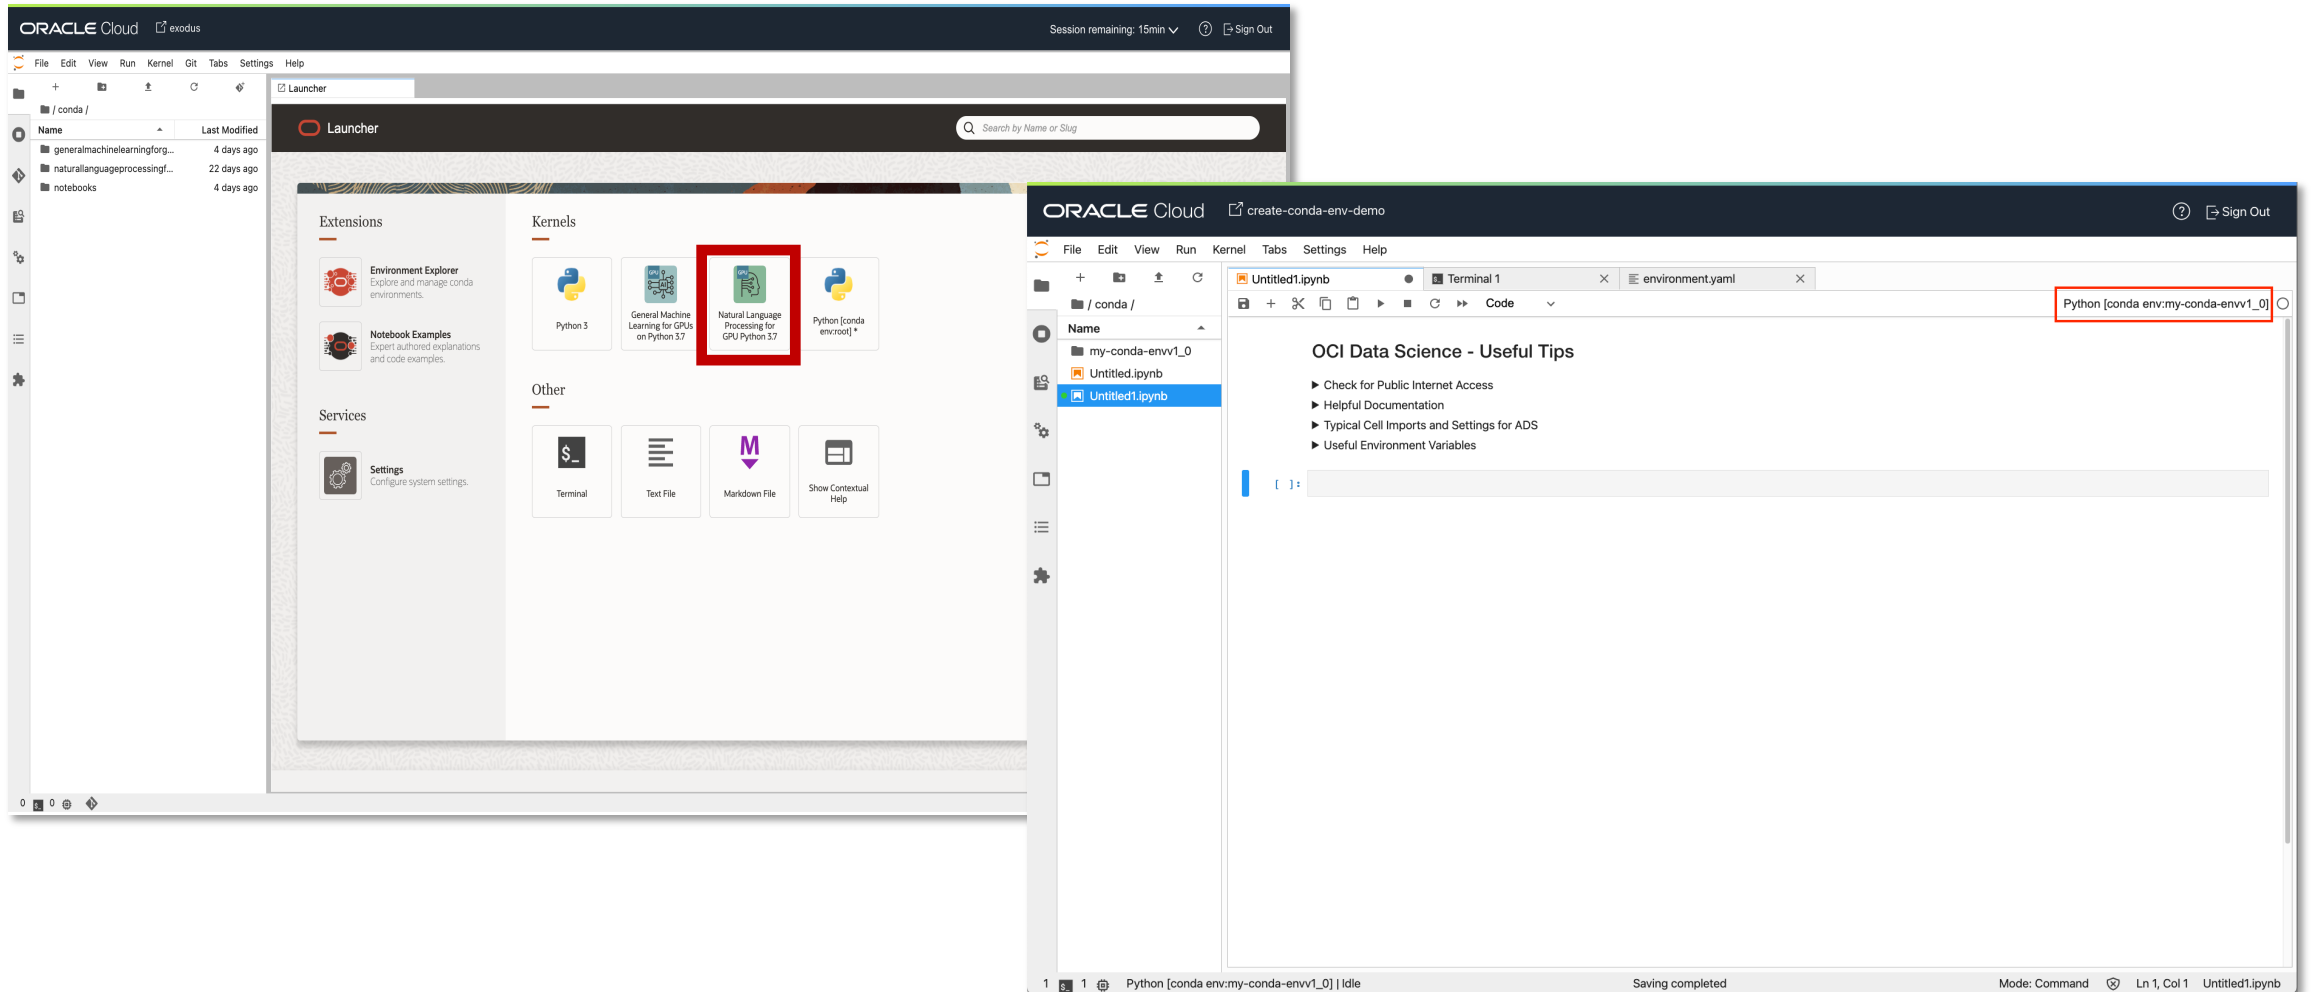 ORACLE Cloud exodus Session remaining: 15min Sign Out
File Edit View Run Kernel Git Tabs Settings Help
Launcher
/ conda /
Name Last Modified
generalmachinelearningforg... 4 days ago
naturallanguageprocessingf... 22 days ago
notebooks 4 days ago
Launcher
Search by Name or Slug
Extensions
Environment Explorer
Explore and manage conda
environments.
Notebook Examples
Expert authored explanations
and code examples.
Services
Settings
Configure system settings.
Kernels
Python 3
GPU
AI
General Machine
Learning for GPUs
on Python 3.7
GPU
Natural Language
Processing for
GPU Python 3.7
Python [conda
env:root] *
Other
$_
Terminal
Text File
M
Markdown File
Show Contextual
Help
0 $_ 0
ORACLE Cloud create-conda-env-demo Sign Out
File Edit View Run Kernel Tabs Settings Help
Untitled1.ipynb Terminal 1 environment.yaml
/ conda /
Name
my-conda-envv1_0
Untitled.ipynb
Untitled1.ipynb
Code Python [conda env:my-conda-envv1_0]
OCI Data Science - Useful Tips
Check for Public Internet Access
Helpful Documentation
Typical Cell Imports and Settings for ADS
Useful Environment Variables
[ ]:
1 $_ 1 Python [conda env:my-conda-envv1_0] | Idle Saving completed Mode: Command Ln 1, Col 1 Untitled1.ipynb